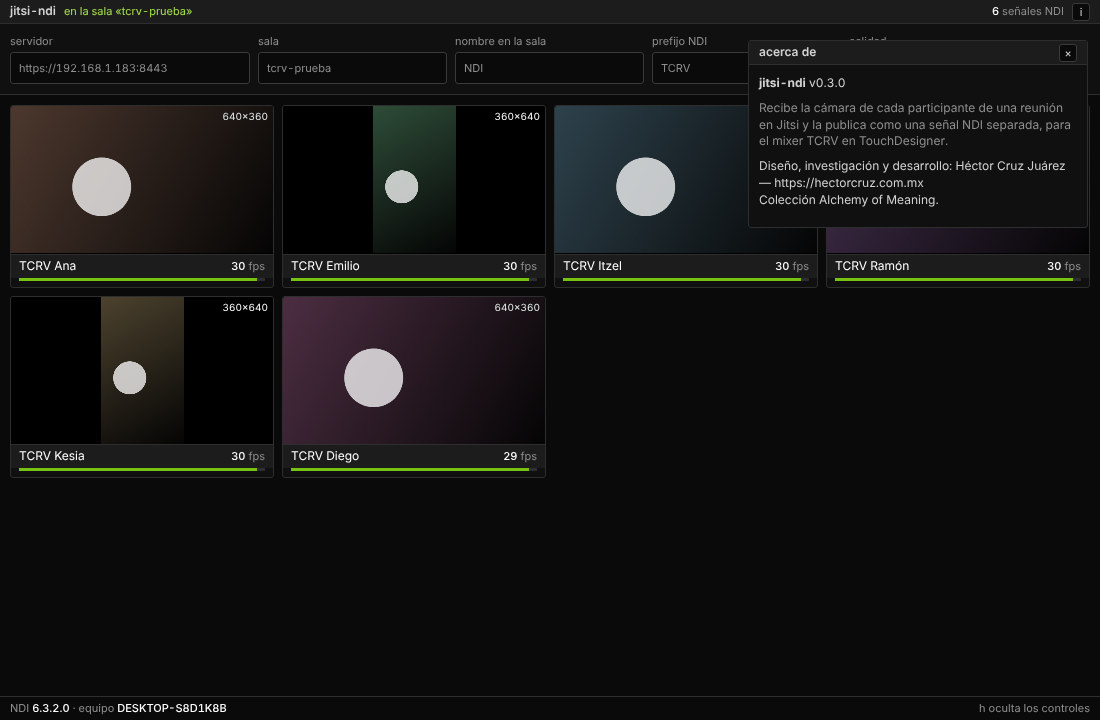 jitsi-ndi en la sala «tcrv-prueba» 6 señales NDI i
servidor sala nombre en la sala prefijo NDI
https://192.168.1.183:8443 tcrv-prueba NDI TCRV
acerca de ×
jitsi-ndi v0.3.0
Recibe la cámara de cada participante de una reunión
en Jitsi y la publica como una señal NDI separada, para
el mixer TCRV en TouchDesigner.
Diseño, investigación y desarrollo: Héctor Cruz Juárez
— https://hectorcruz.com.mx
Colección Alchemy of Meaning.
640×360
TCRV Ana 30 fps
360×640
TCRV Emilio 30 fps
TCRV Itzel 30 fps
TCRV Ramón 30 fps
360×640
TCRV Kesia 30 fps
640×360
TCRV Diego 29 fps
NDI 6.3.2.0 · equipo DESKTOP-S8D1K8B h oculta los controles